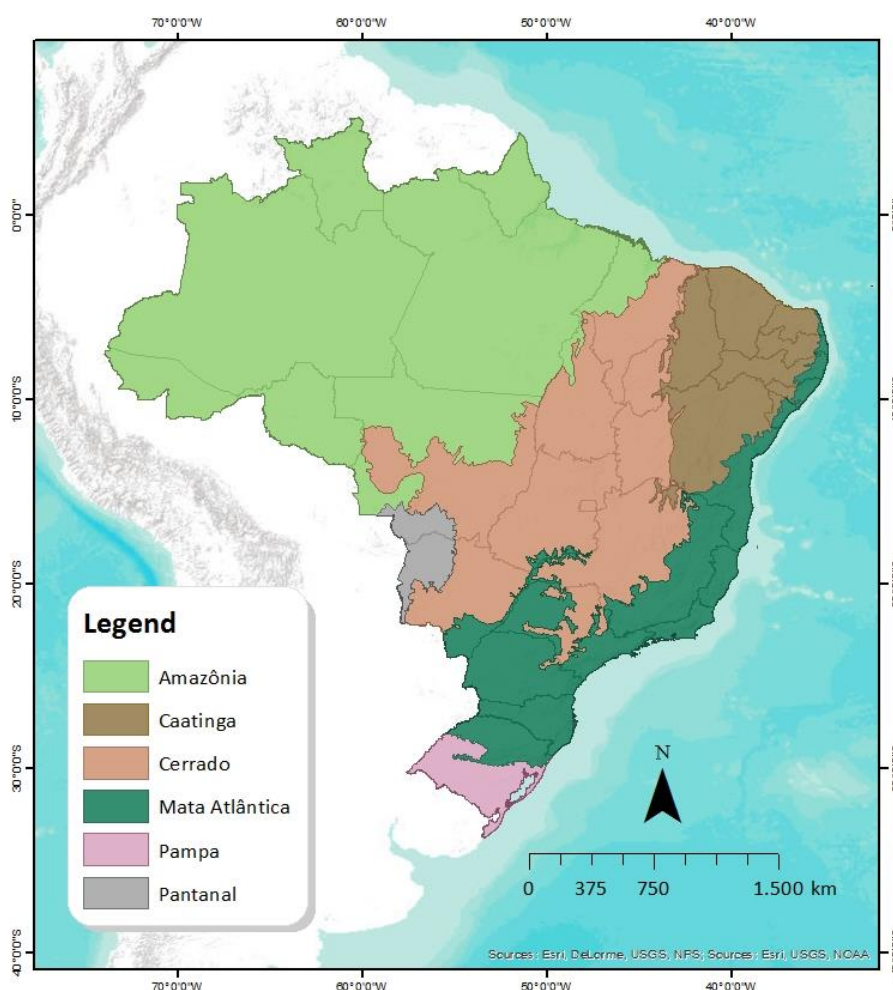 70°0'0"W 60°0'0"W 50°0'0"W 40°0'0"W
0°0'0"
10°0'0"S
20°0'0"S
30°0'0"S
40°0'0"S
Legend
Amazônia
Caatinga
Cerrado
Mata Atlântica
Pampa
Pantanal
N
0 375 750 1.500 km
Sources: Esri, DeLorme, USGS, NPS; Sources: Esri, USGS, NOAA
70°0'0"W 60°0'0"W 50°0'0"W 40°0'0"W